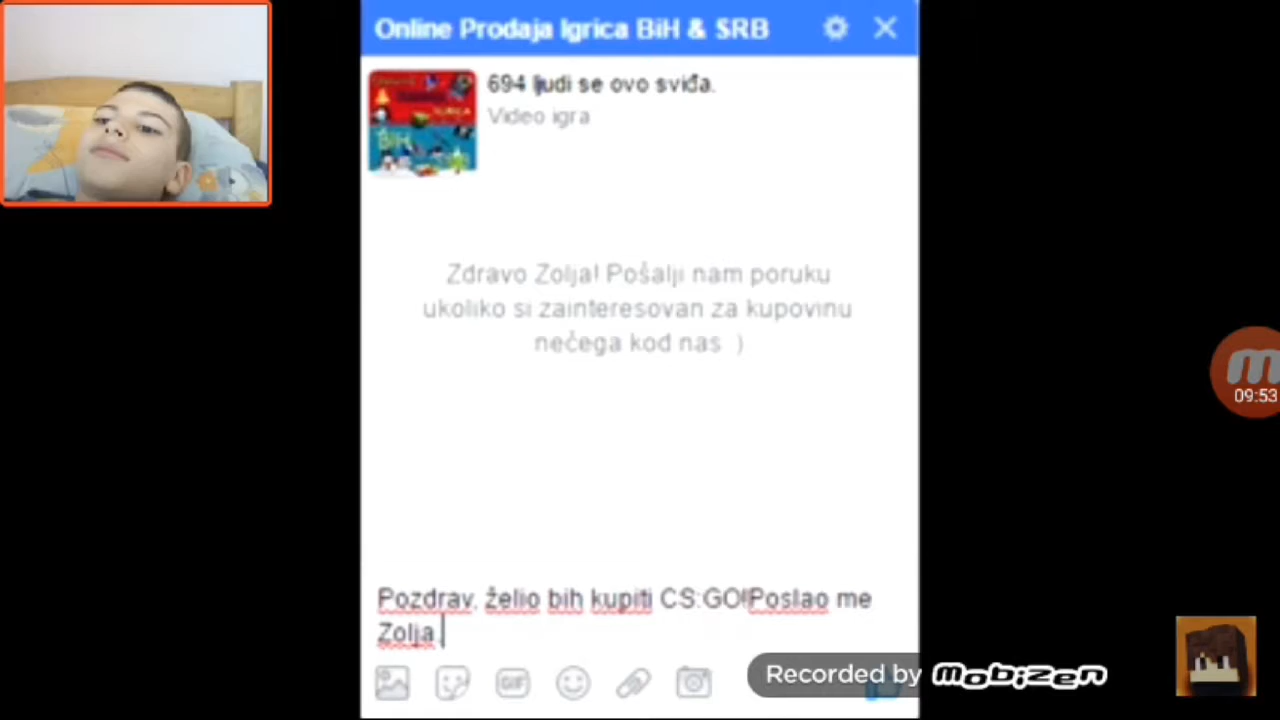 Online Prodaja Igrica BiH & SRB
694 ljudi se ovo sviđa.
Video igra
BiH
Zdravo Zolja! Pošalji nam poruku
ukoliko si zainteresovan za kupovinu
nečega kod nas )
09:53
Pozdrav, želio bih kupiti CS:GO!Poslao me
Zolja
GIF
Recorded by mobizen